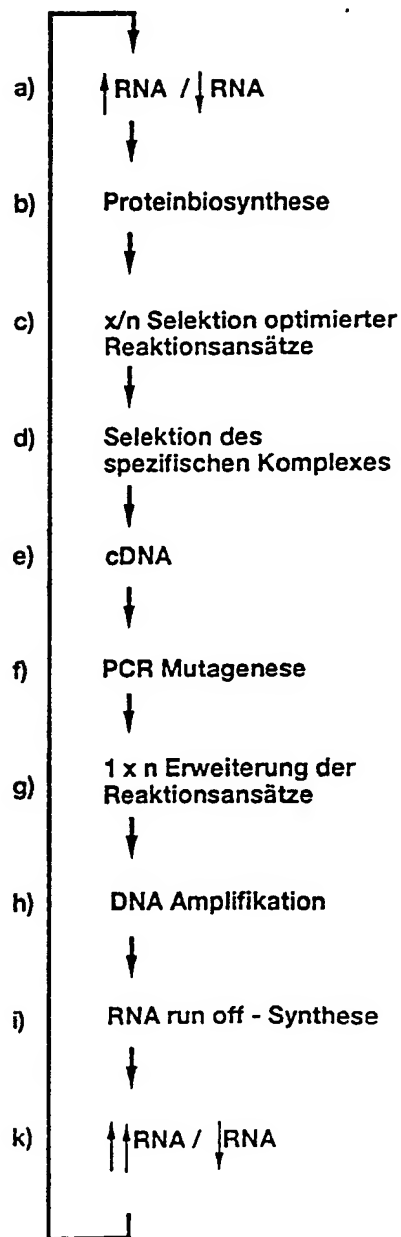 a) ↑RNA / ↓RNA
b) Proteinbiosynthese
c) x/n Selektion optimierter
Reaktionsansätze
d) Selektion des
spezifischen Komplexes
e) cDNA
f) PCR Mutagenese
g) 1 x n Erweiterung der
Reaktionsansätze
h) DNA Amplifikation
i) RNA run off - Synthese
k) ↑↑RNA / ↓RNA